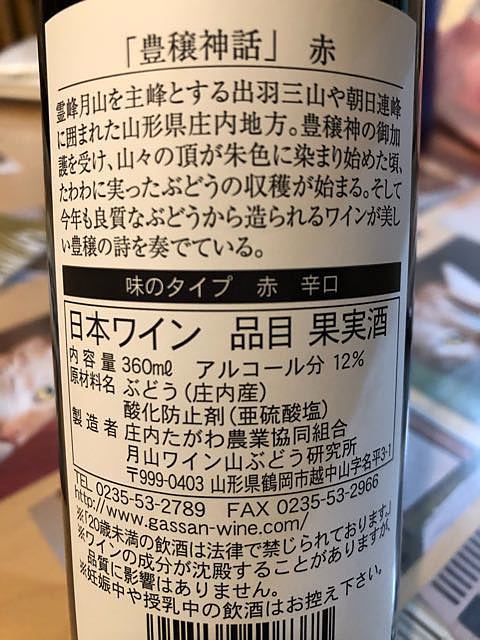 「豊穣神話」 赤
霊峰月山を主峰とする出羽三山や朝日連峰
に囲まれた山形県庄内地方。豊穣神の御加
護を受け、山々の頂が朱色に染まり始めた頃、
たわわに実ったぶどうの収穫が始まる。そして
今年も良質なぶどうから造られるワインが美し
い豊穣の詩を奏でている。
味のタイプ 赤 辛口
日本ワイン 品目 果実酒
内容量 360㎖ アルコール分 12%
原材料名 ぶどう(庄内産)
酸化防止剤(亜硫酸塩)
製造者 庄内たがわ農業協同組合
月山ワイン山ぶどう研究所
〒999-0403 山形県鶴岡市越中山字名平3-1
TEL 0235-53-2789 FAX 0235-53-2966
http://www.gassan-wine.com/
※「20歳未満の飲酒は法律で禁じられております。」
※ワインの成分が沈殿することがありますが、
品質に影響はありません。
※妊娠中や授乳中の飲酒はお控え下さい。